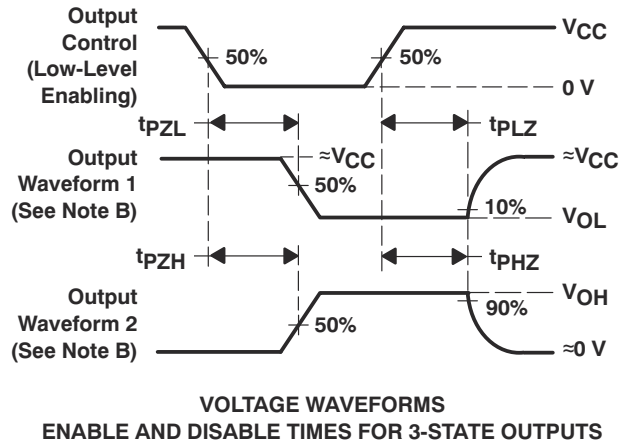 Output
Control
(Low-Level
Enabling)
50%
50%
VCC
0 V
tPZL
tPLZ
Output
Waveform 1
(See Note B)
≈VCC
50%
10%
≈VCC
VOL
tPZH
tPHZ
Output
Waveform 2
(See Note B)
50%
90%
VOH
≈0 V
VOLTAGE WAVEFORMS
ENABLE AND DISABLE TIMES FOR 3-STATE OUTPUTS